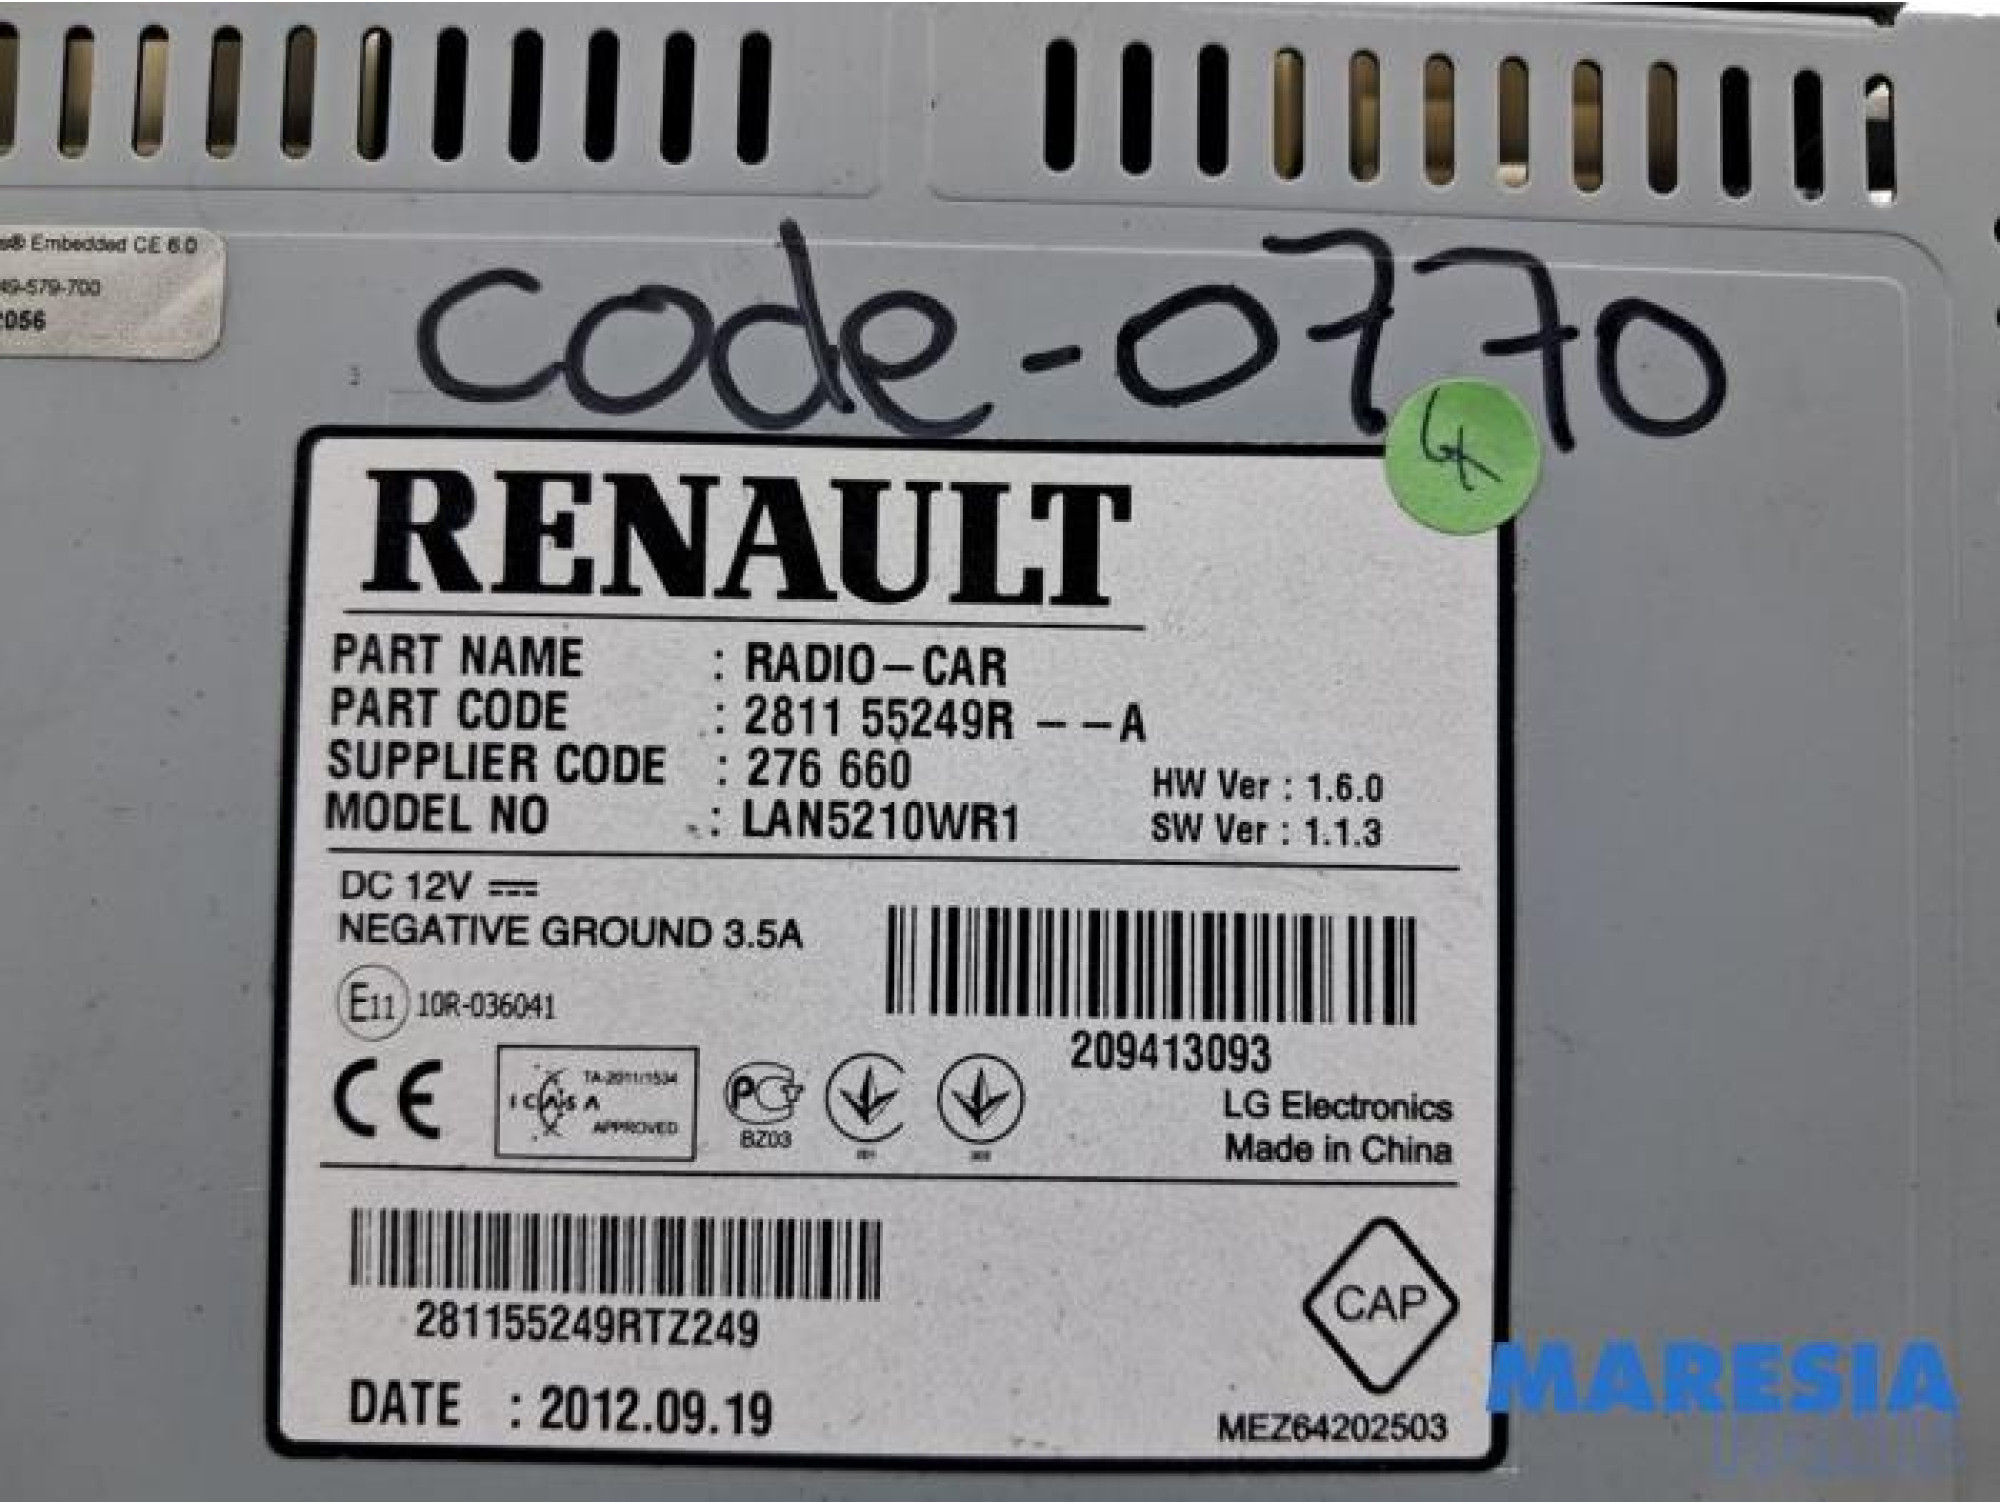 Embedded CE 6.0
49-579-700
2056
code-0770
RENAULT
PART NAME : RADIO-CAR
PART CODE : 2811 55249R --A
SUPPLIER CODE : 276 660
MODEL NO : LAN5210WR1
HW Ver : 1.6.0
SW Ver : 1.1.3
DC 12V
NEGATIVE GROUND 3.5A
E11 10R-036041
209413093
LG Electronics
Made in China
CE
TA-2011/1534
ICASA
APPROVED
BZ03
281155249RTZ249
CAP
DATE : 2012.09.19
MEZ64202503
MARESIA